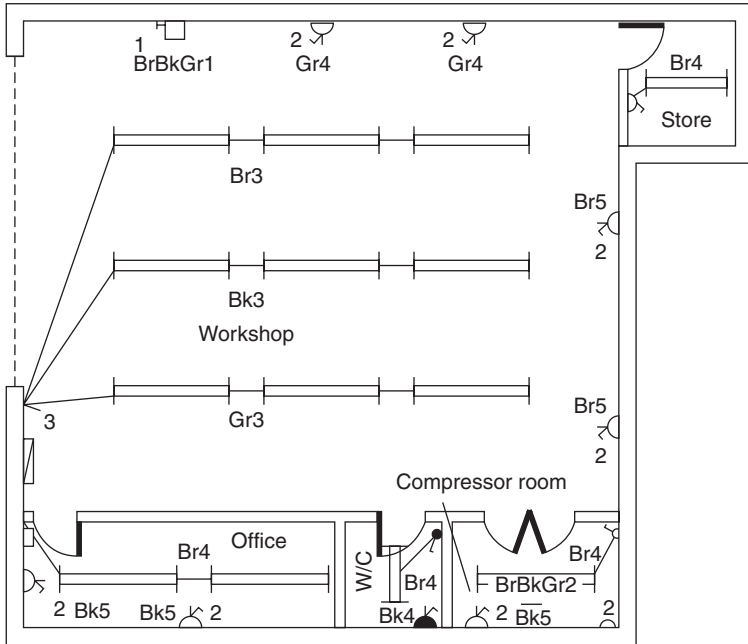 1
BrBkGr1
2
Gr4
2
Gr4
Br4
Store
Br3
Br5
2
Bk3
Workshop
3
Gr3
Br5
2
Compressor room
Office
Br4
W/C
Br4
Br4
BrBkGr2
2 Bk5
Bk5 2
Bk4
2
Bk5
2